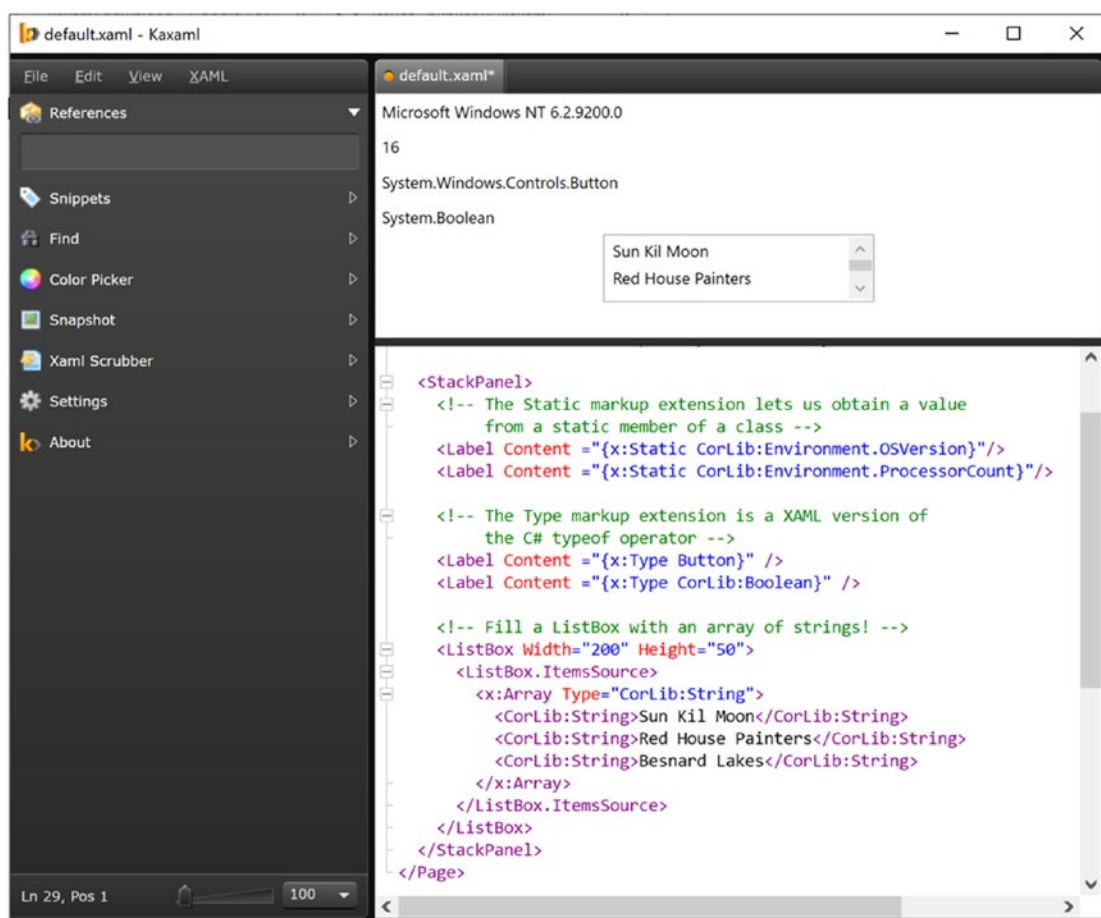 default.xaml - Kaxaml
File Edit View XAML
References
Snippets
Find
Color Picker
Snapshot
Xaml Scrubber
Settings
About
Ln 29, Pos 1
100
default.xaml*
Microsoft Windows NT 6.2.9200.0
16
System.Windows.Controls.Button
System.Boolean
Sun Kil Moon
Red House Painters
<StackPanel>
<!-- The Static markup extension lets us obtain a value
from a static member of a class -->
<Label Content ="{x:Static CorLib:Environment.OSVersion}"/>
<Label Content ="{x:Static CorLib:Environment.ProcessorCount}"/>
<!-- The Type markup extension is a XAML version of
the C# typeof operator -->
<Label Content ="{x:Type Button}" />
<Label Content ="{x:Type CorLib:Boolean}" />
<!-- Fill a ListBox with an array of strings! -->
<ListBox Width="200" Height="50">
<ListBox.ItemsSource>
<x:Array Type="CorLib:String">
<CorLib:String>Sun Kil Moon</CorLib:String>
<CorLib:String>Red House Painters</CorLib:String>
<CorLib:String>Besnard Lakes</CorLib:String>
</x:Array>
</ListBox.ItemsSource>
</ListBox>
</StackPanel>
</Page>